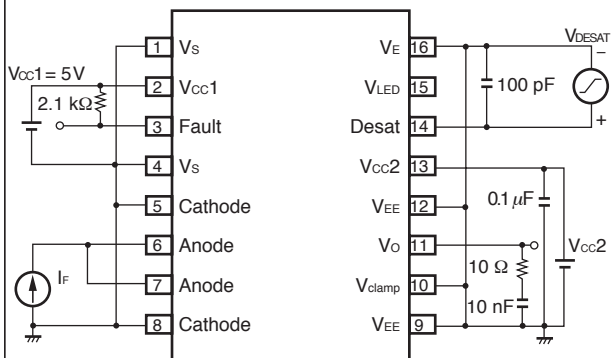 VDESAT
1 VS VE 16
VCC1 = 5 V
2 VCC1 VLED 15
100 pF
−
2.1 kΩ
3 Fault Desat 14
+
4 VS VCC2 13
5 Cathode VEE 12
0.1 μF
6 Anode VO 11
IF
10 Ω
VCC2
7 Anode Vclamp 10
10 nF
8 Cathode VEE 9